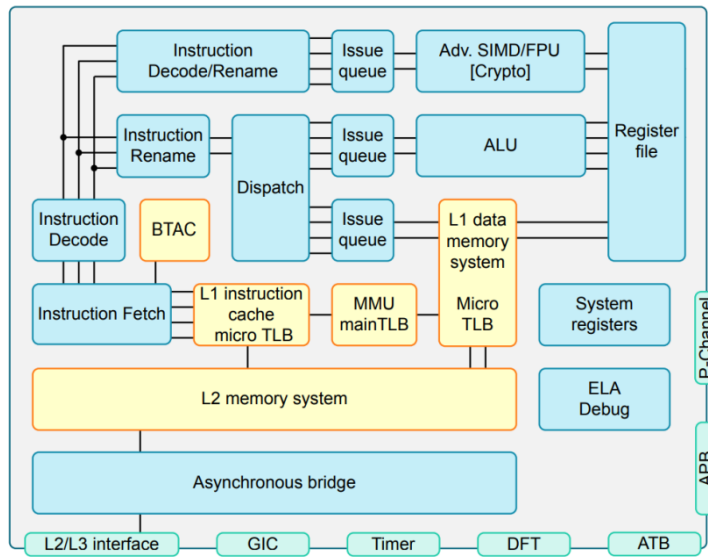 Instruction
Decode/Rename
Issue
queue
Adv. SIMD/FPU
[Crypto]
Register
file
Instruction
Rename
Dispatch
Issue
queue
ALU
Instruction
Decode
BTAC
Issue
queue
L1 data
memory
system
Micro
TLB
Instruction Fetch
L1 instruction
cache
micro TLB
MMU
mainTLB
System
registers
P-Channel
L2 memory system
ELA
Debug
APB
Asynchronous bridge
L2/L3 interface
GIC
Timer
DFT
ATB